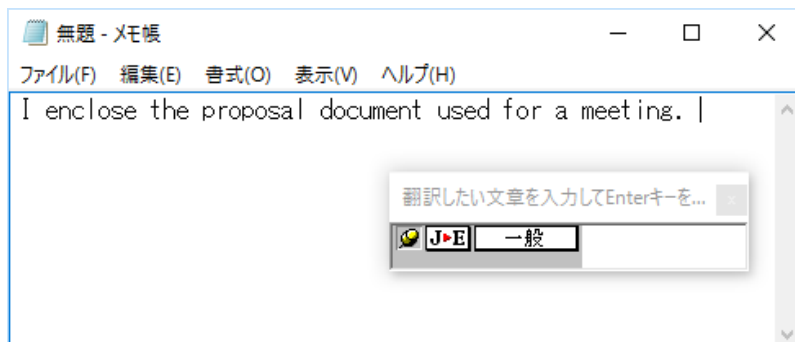 無題 - メモ帳
ファイル(F) 編集(E) 書式(O) 表示(V) ヘルプ(H)
I enclose the proposal document used for a meeting.
翻訳したい文章を入力してEnterキーを...
J▶E 一般